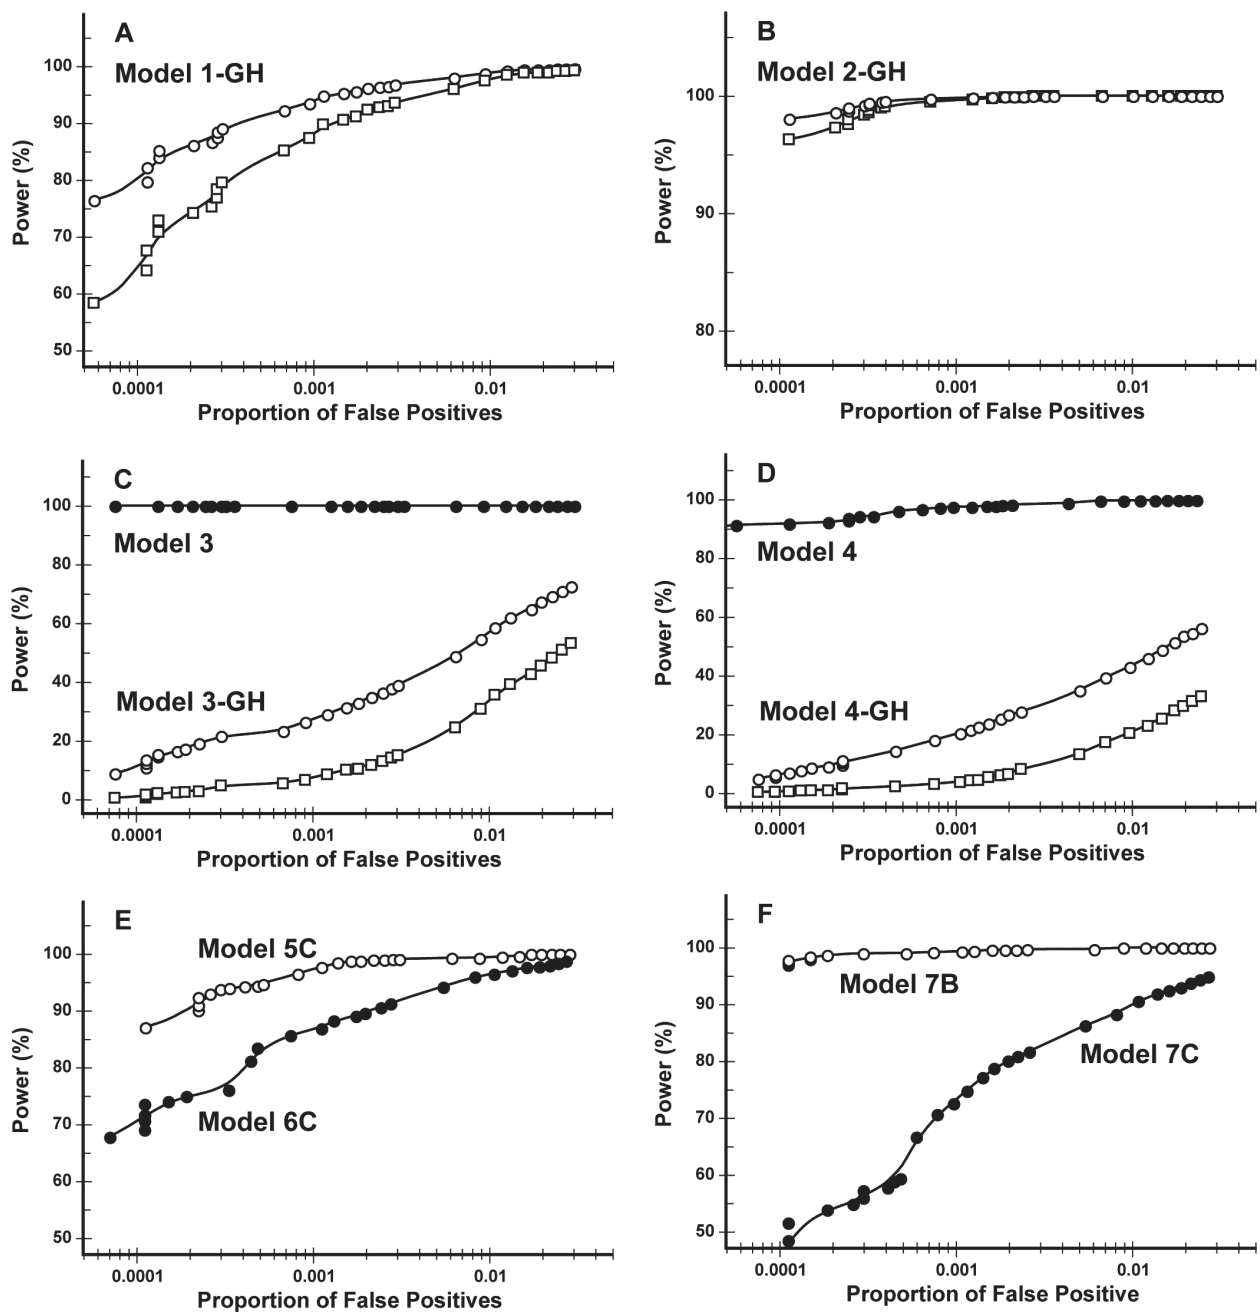 A
Model 1-GH
100
90
80
70
60
50
Power (%)
0.0001 0.001 0.01
Proportion of False Positives
B
Model 2-GH
100
90
80
Power (%)
0.0001 0.001 0.01
Proportion of False Positives
C
100
Model 3
80
60
40
Model 3-GH
20
0
Power (%)
0.0001 0.001 0.01
Proportion of False Positives
D
100
Model 4
80
60
40
Model 4-GH
20
0
Power (%)
0.0001 0.001 0.01
Proportion of False Positives
E
Model 5C
100
90
80
70
Model 6C
60
50
Power (%)
0.0001 0.001 0.01
Proportion of False Positives
F
100
Model 7B
90
Model 7C
80
70
60
50
Power (%)
0.0001 0.001 0.01
Proportion of False Positive